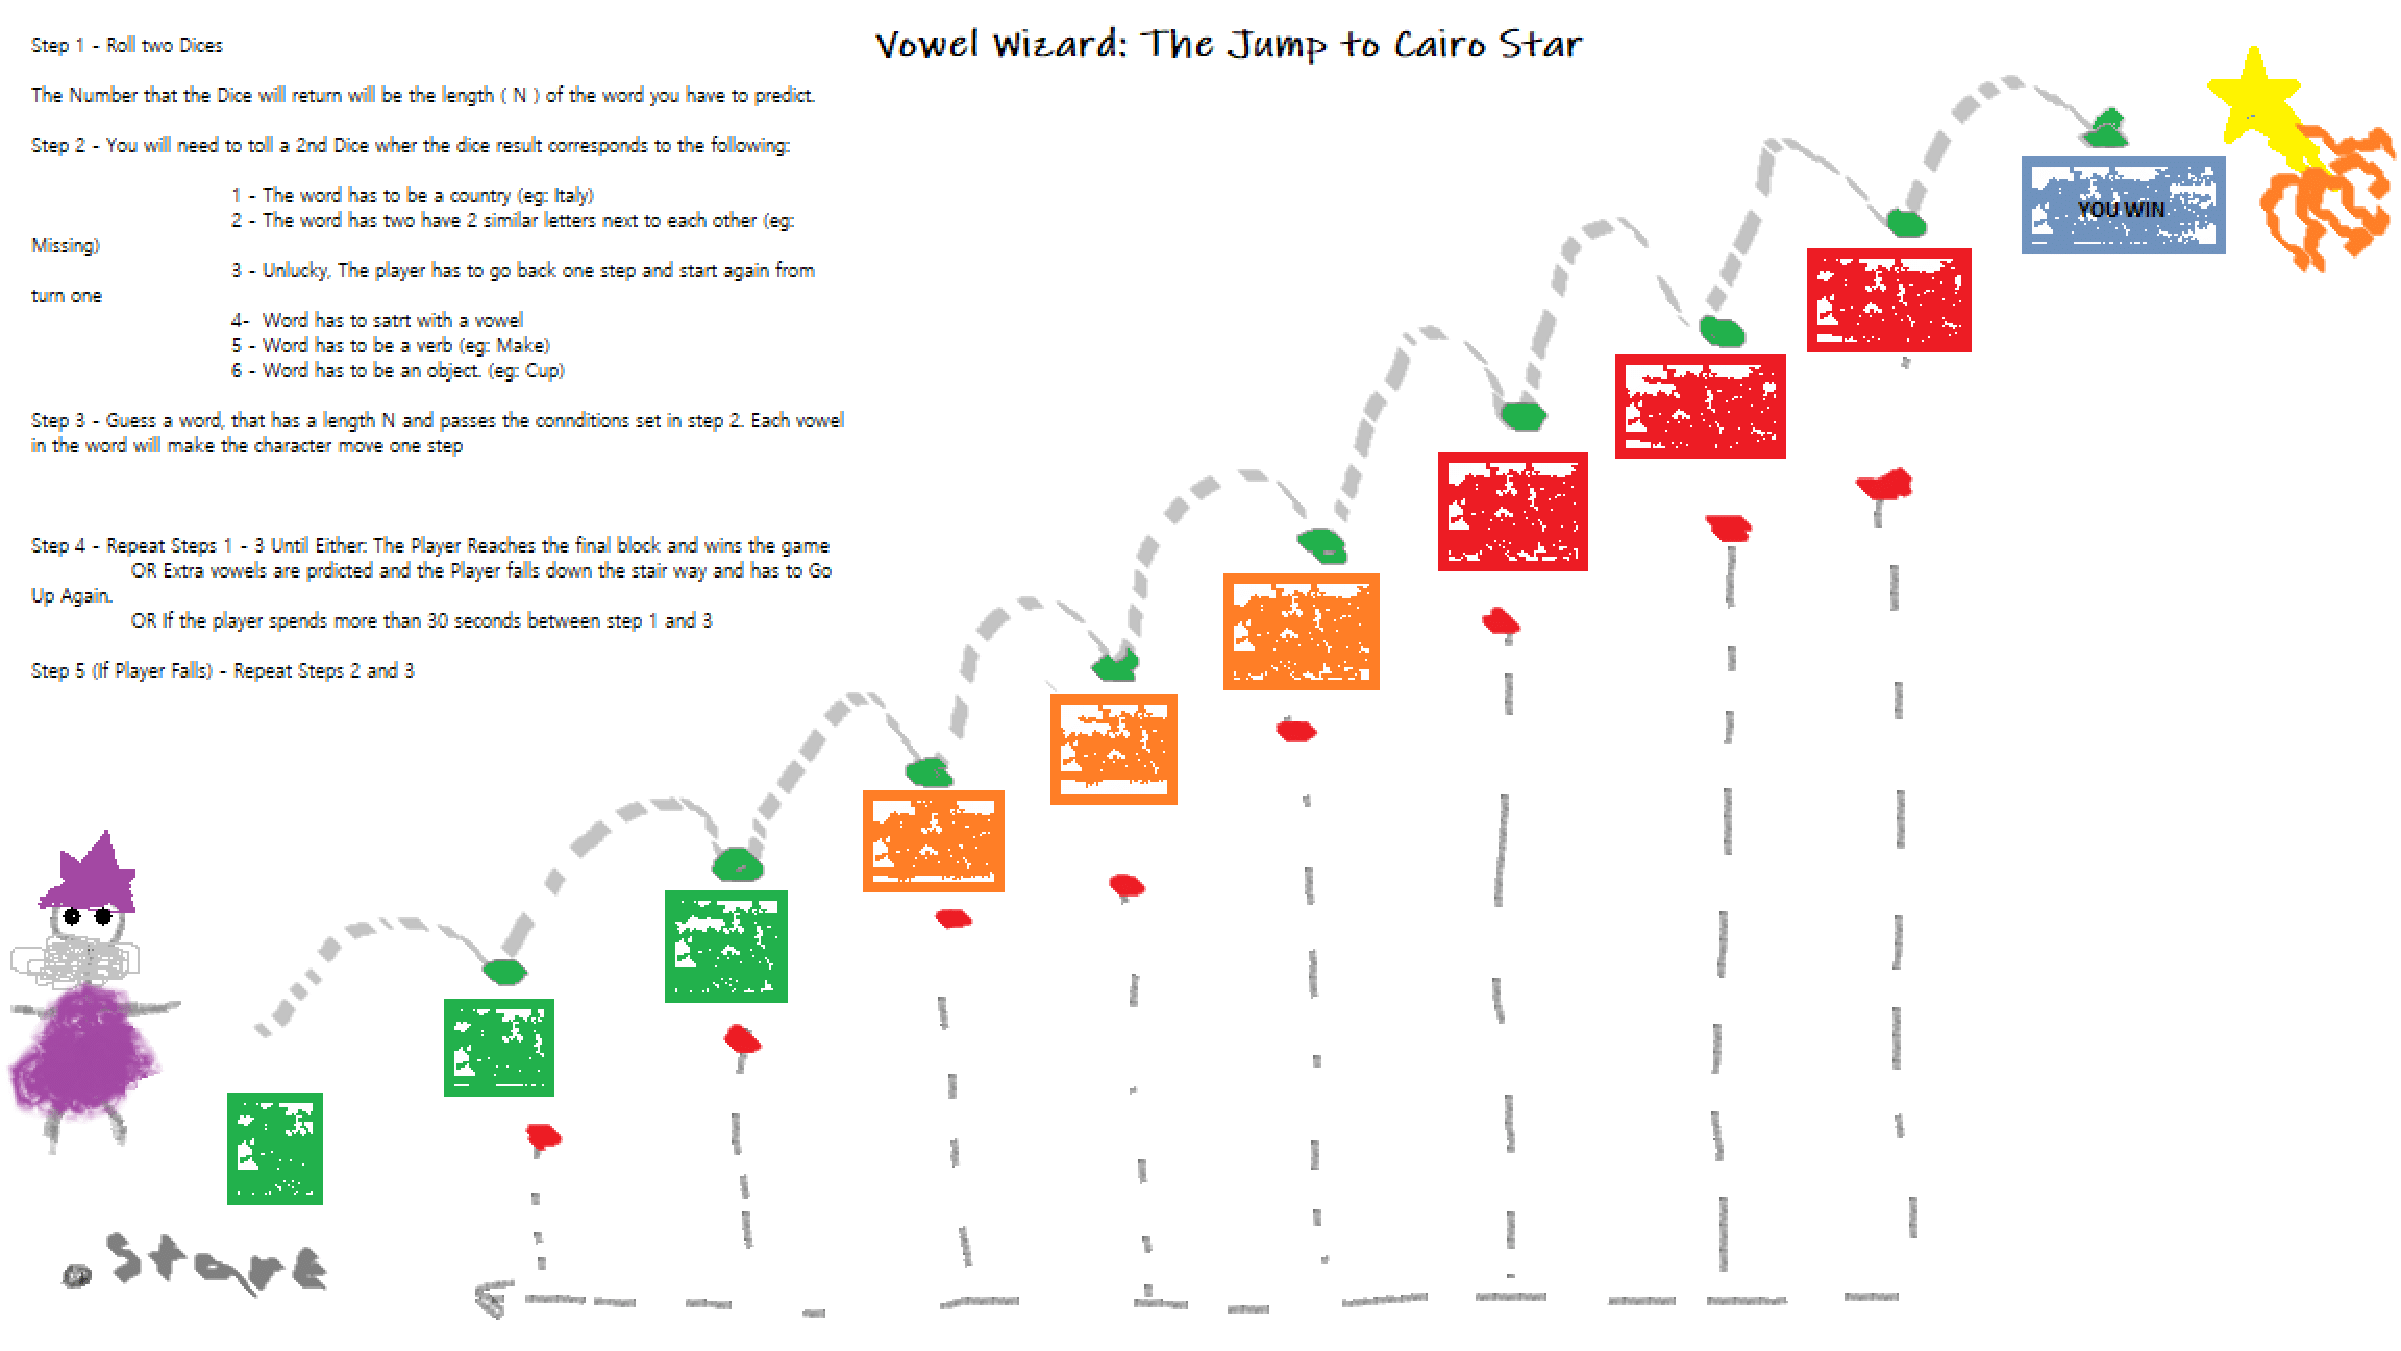 Vowel Wizard: The Jump to Cairo Star
Step 1 - Roll two Dices
The Number that the Dice will return will be the length ( N ) of the word you have to predict.
Step 2 - You will need to toll a 2nd Dice wher the dice result corresponds to the following:
1 - The word has to be a country (eg: Italy)
2 - The word has two have 2 similar letters next to each other (eg:
Missing)
3 - Unlucky, The player has to go back one step and start again from
turn one
4- Word has to satrt with a vowel
5 - Word has to be a verb (eg: Make)
6 - Word has to be an object. (eg: Cup)
Step 3 - Guess a word, that has a length N and passes the connditions set in step 2. Each vowel
in the word will make the character move one step
Step 4 - Repeat Steps 1 - 3 Until Either: The Player Reaches the final block and wins the game
OR Extra vowels are prdicted and the Player falls down the stair way and has to Go
Up Again.
OR If the player spends more than 30 seconds between step 1 and 3
Step 5 (If Player Falls) - Repeat Steps 2 and 3
YOU WIN